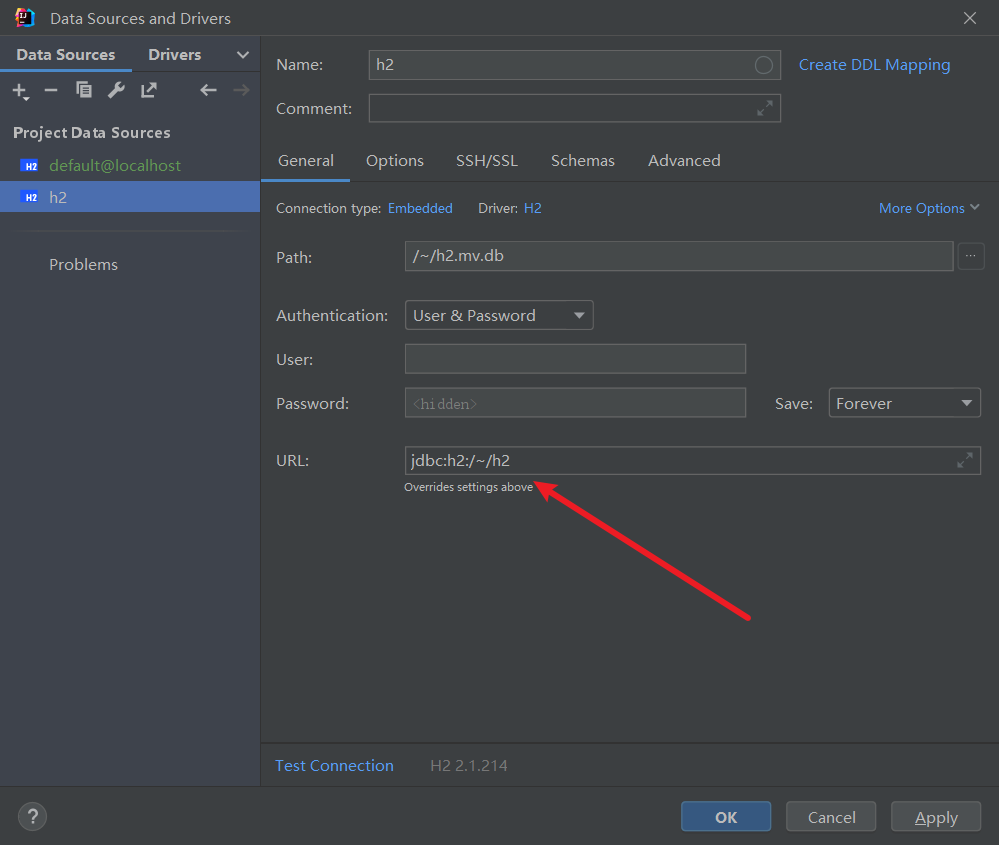 Data Sources and Drivers
Data Sources Drivers
Project Data Sources
H2 default@localhost
H2 h2
Problems
Name: h2 Create DDL Mapping
Comment:
General Options SSH/SSL Schemas Advanced
Connection type: Embedded Driver: H2 More Options
Path: /~/h2.mv.db ...
Authentication: User & Password
User:
Password: <hidden> Save: Forever
URL: jdbc:h2:/~/h2
Overrides settings above
Test Connection H2 2.1.214
? OK Cancel Apply